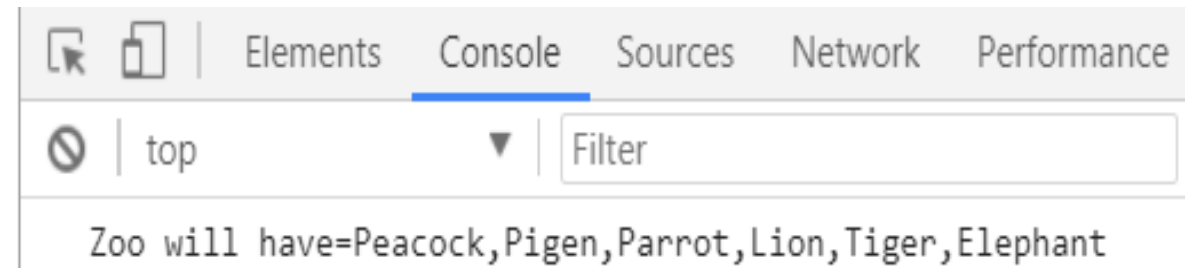 Elements Console Sources Network Performance
top Filter
Zoo will have=Peacock,Pigen,Parrot,Lion,Tiger,Elephant